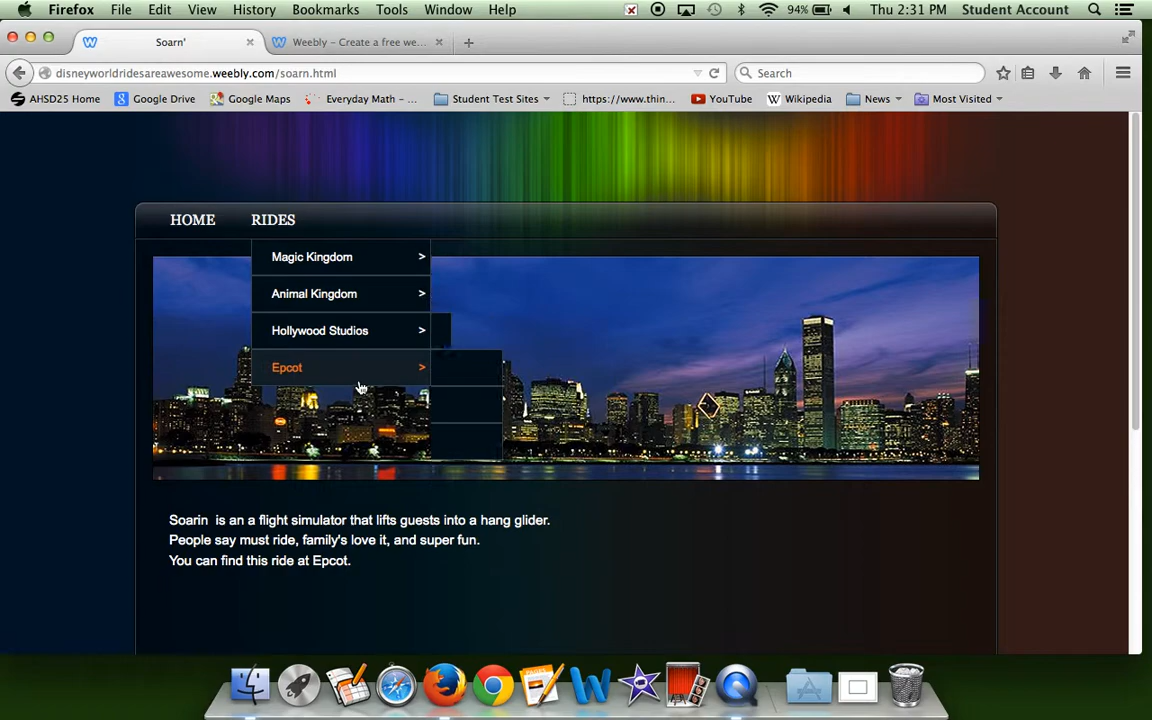 Firefox File Edit View History Bookmarks Tools Window Help 94% Thu 2:31 PM Student Account
Soarn' Weebly - Create a free we...
disneyworldridesareawesome.weebly.com/soarn.html Search
AHSD25 Home Google Drive Google Maps Everyday Math - ... Student Test Sites https://www.thin... YouTube Wikipedia News Most Visited
HOME RIDES
Magic Kingdom >
Animal Kingdom >
Hollywood Studios >
Epcot >
Soarin is an a flight simulator that lifts guests into a hang glider.
People say must ride, family's love it, and super fun.
You can find this ride at Epcot.